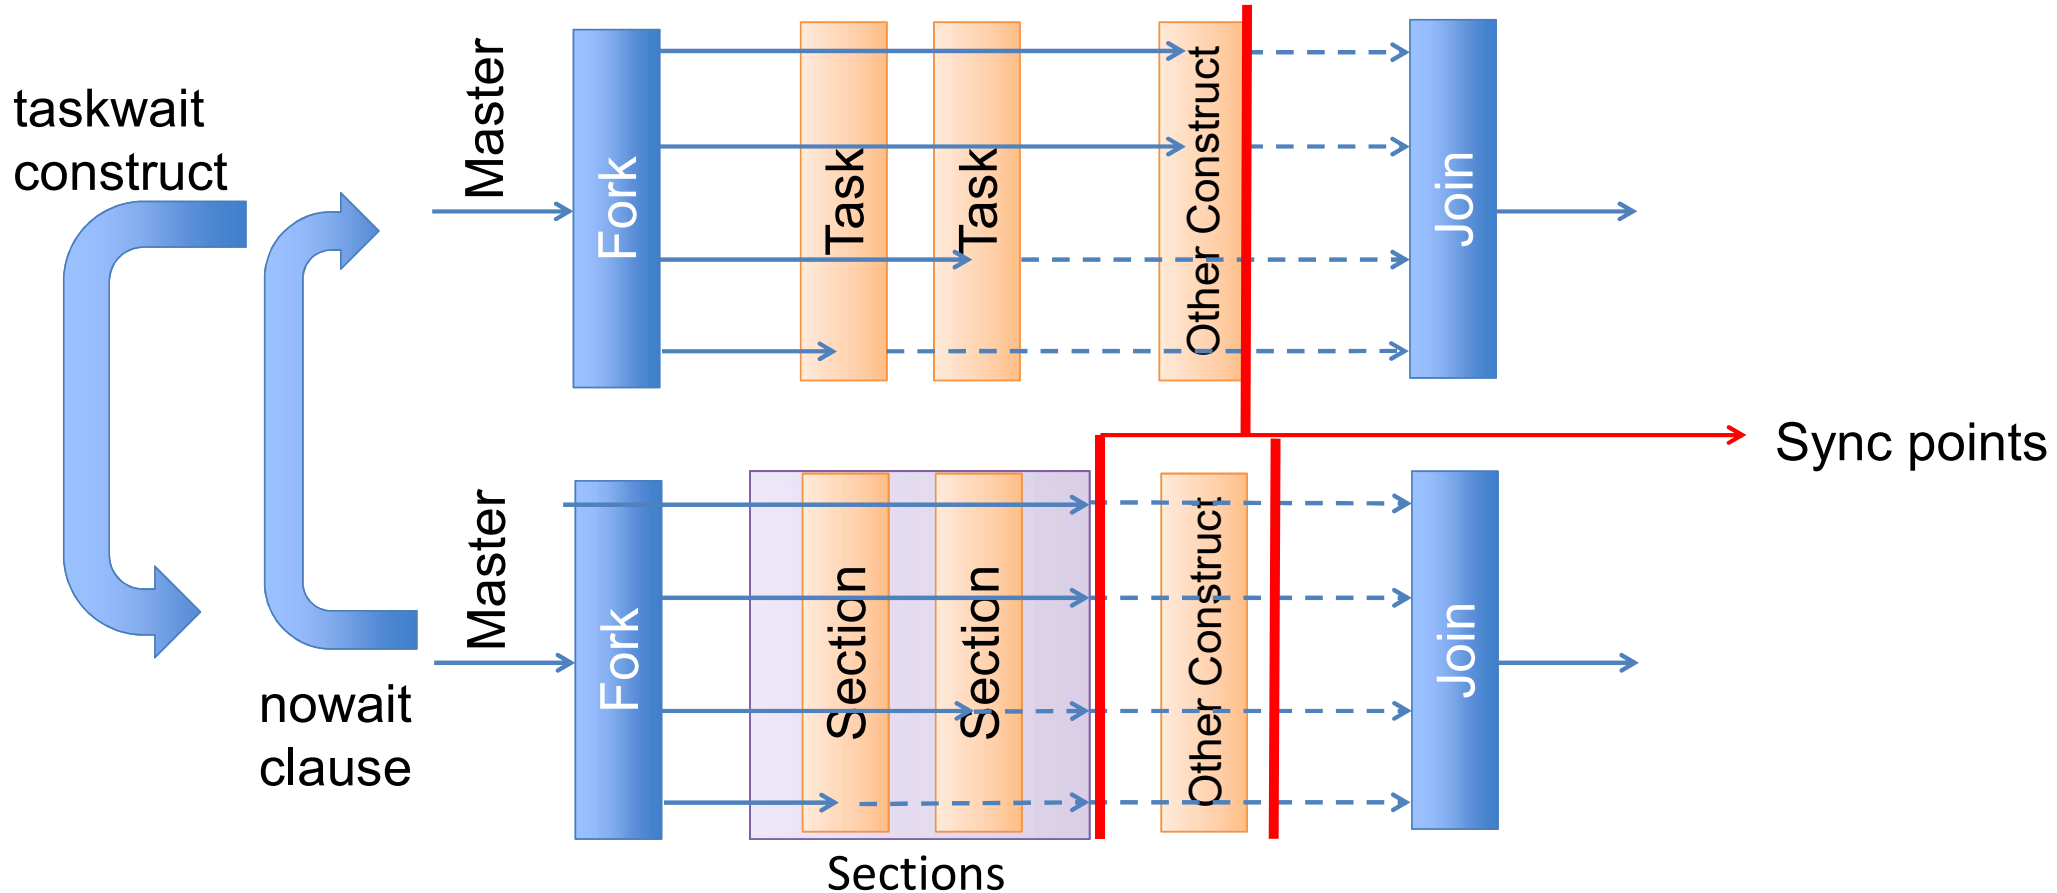 taskwait
construct
Master
Fork
Task
Task
Other Construct
Join
Sync points
nowait
clause
Master
Fork
Section
Section
Other Construct
Join
Sections